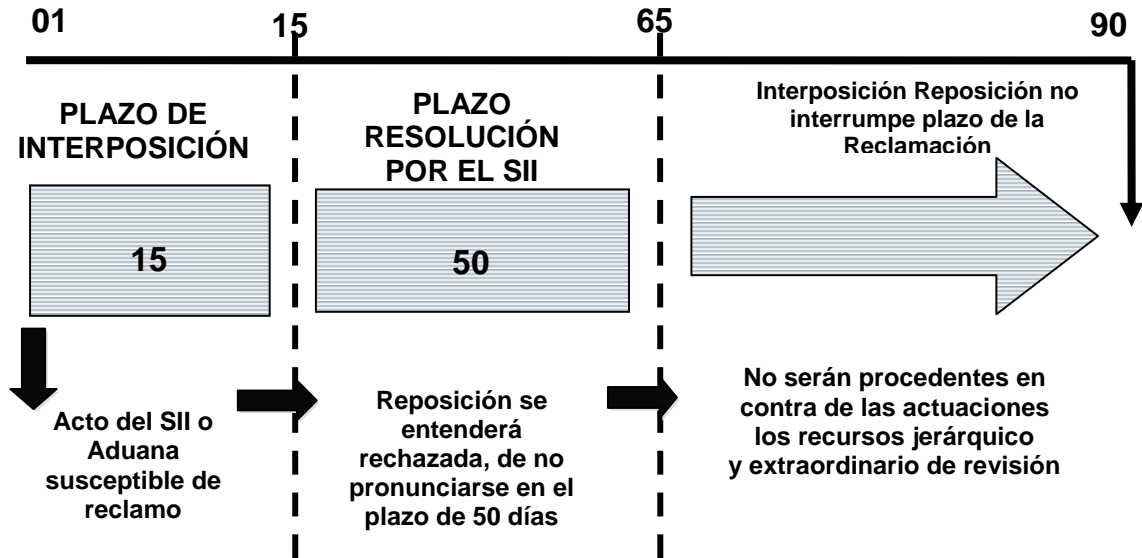 01
15
65
90
PLAZO DE
INTERPOSICIÓN
15
Acto del SII o
Aduana
susceptible de
reclamo
PLAZO
RESOLUCIÓN
POR EL SII
50
Reposición se
entenderá
rechazada, de no
pronunciarse en el
plazo de 50 días
Interposición Reposición no
interrumpe plazo de la
Reclamación
No serán procedentes en
contra de las actuaciones
los recursos jerárquico
y extraordinario de revisión